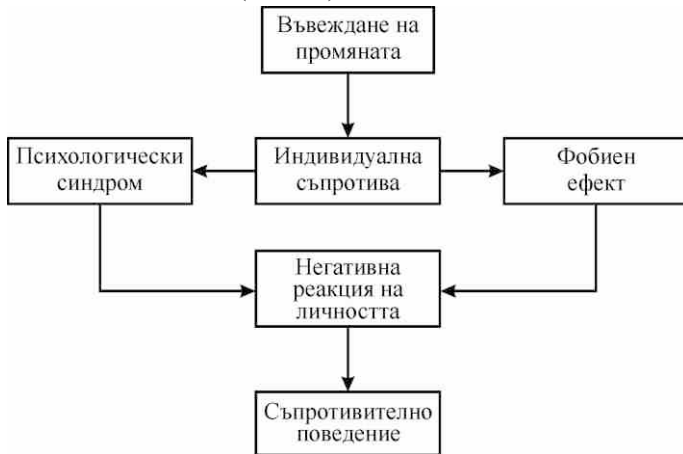 Въвеждане на
промяната
Психологически
синдром
Индивидуална
съпротива
Фобиен
ефект
Негативна
реакция на
личността
Съпротивително
поведение